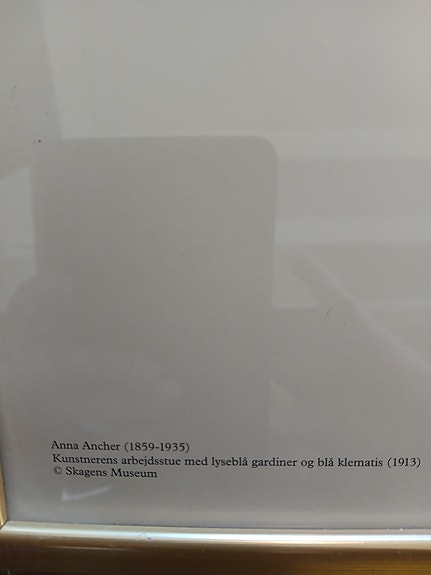 Anna Ancher (1859-1935)
Kunstnerens arbejdsstue med lyseblå gardiner og blå klematis (1913)
© Skagens Museum